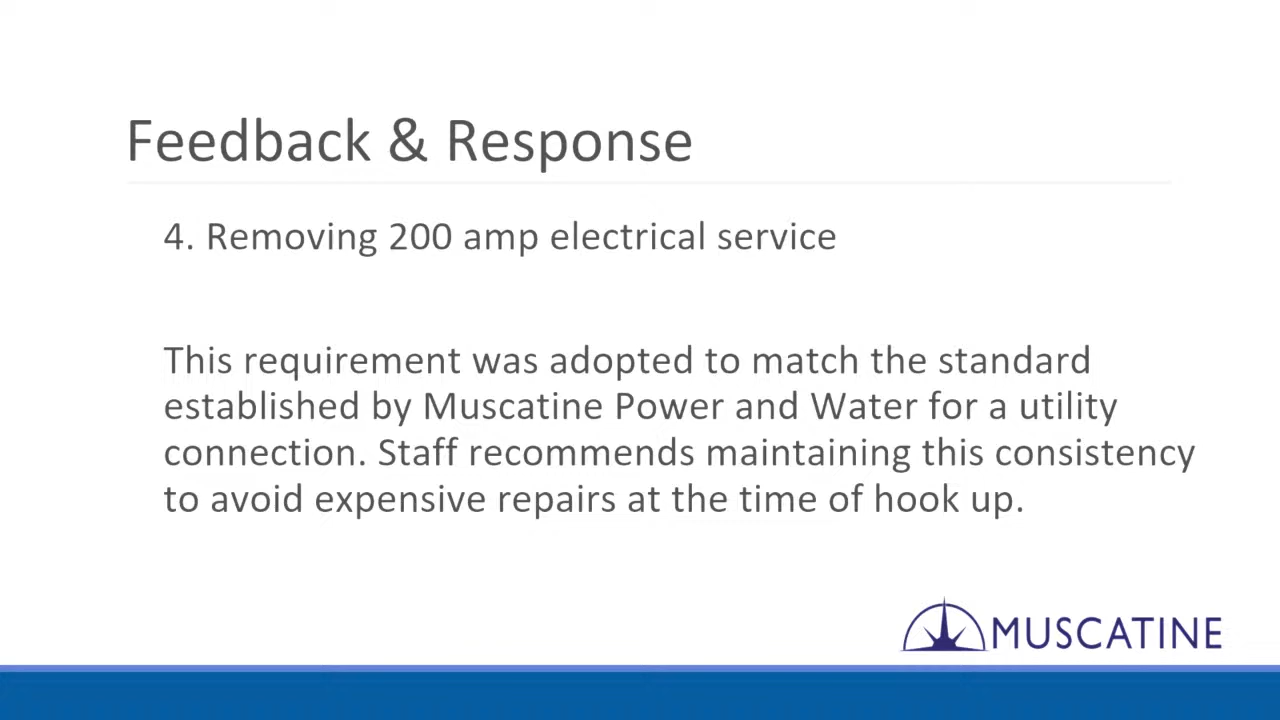 Feedback & Response
4. Removing 200 amp electrical service
This requirement was adopted to match the standard
established by Muscatine Power and Water for a utility
connection. Staff recommends maintaining this consistency
to avoid expensive repairs at the time of hook up.
MUSCATINE